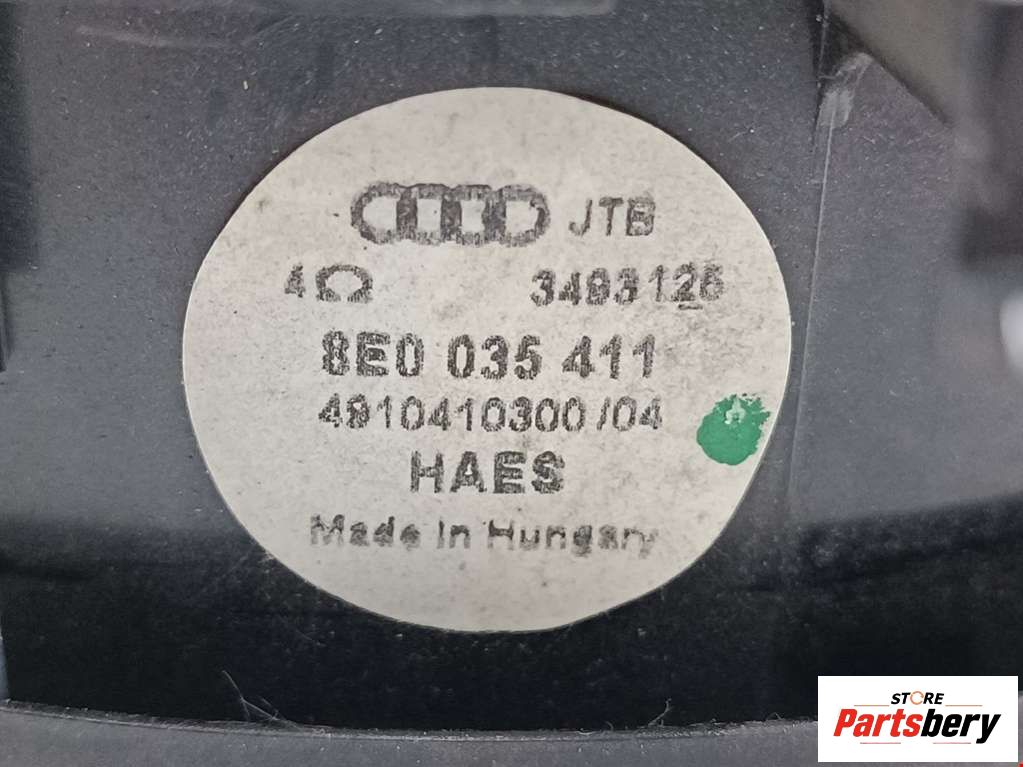 JTB
4Ω 3493126
8E0 035 411
4910410300/04
HAES
Made In Hungary
STORE
Partsbery